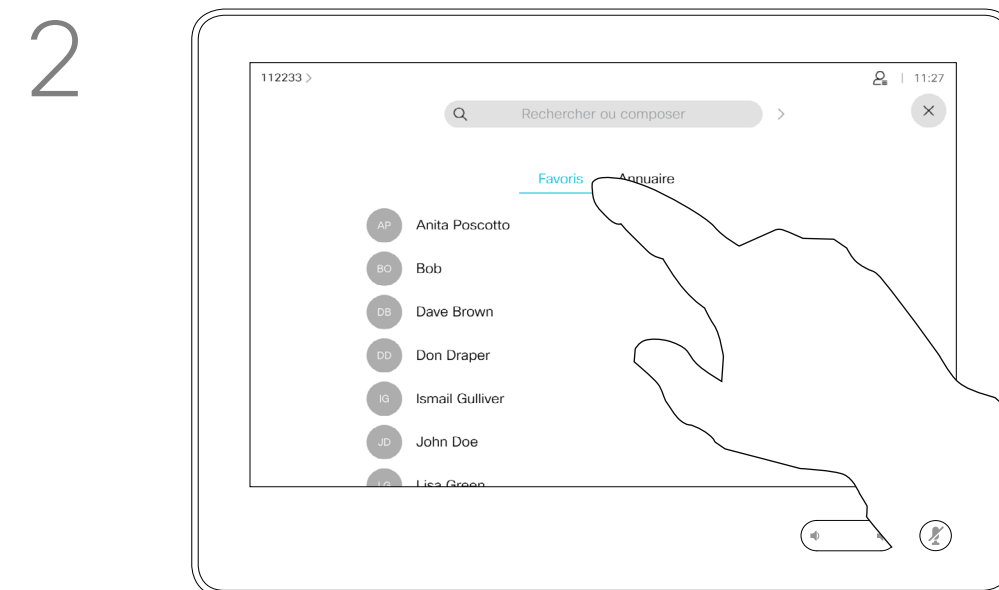 2
112233 >
11:27
Rechercher ou composer
Favoris Annuaire
AP Anita Poscotto
BO Bob
DB Dave Brown
DD Don Draper
IG Ismail Gulliver
JD John Doe
LG Lisa Green